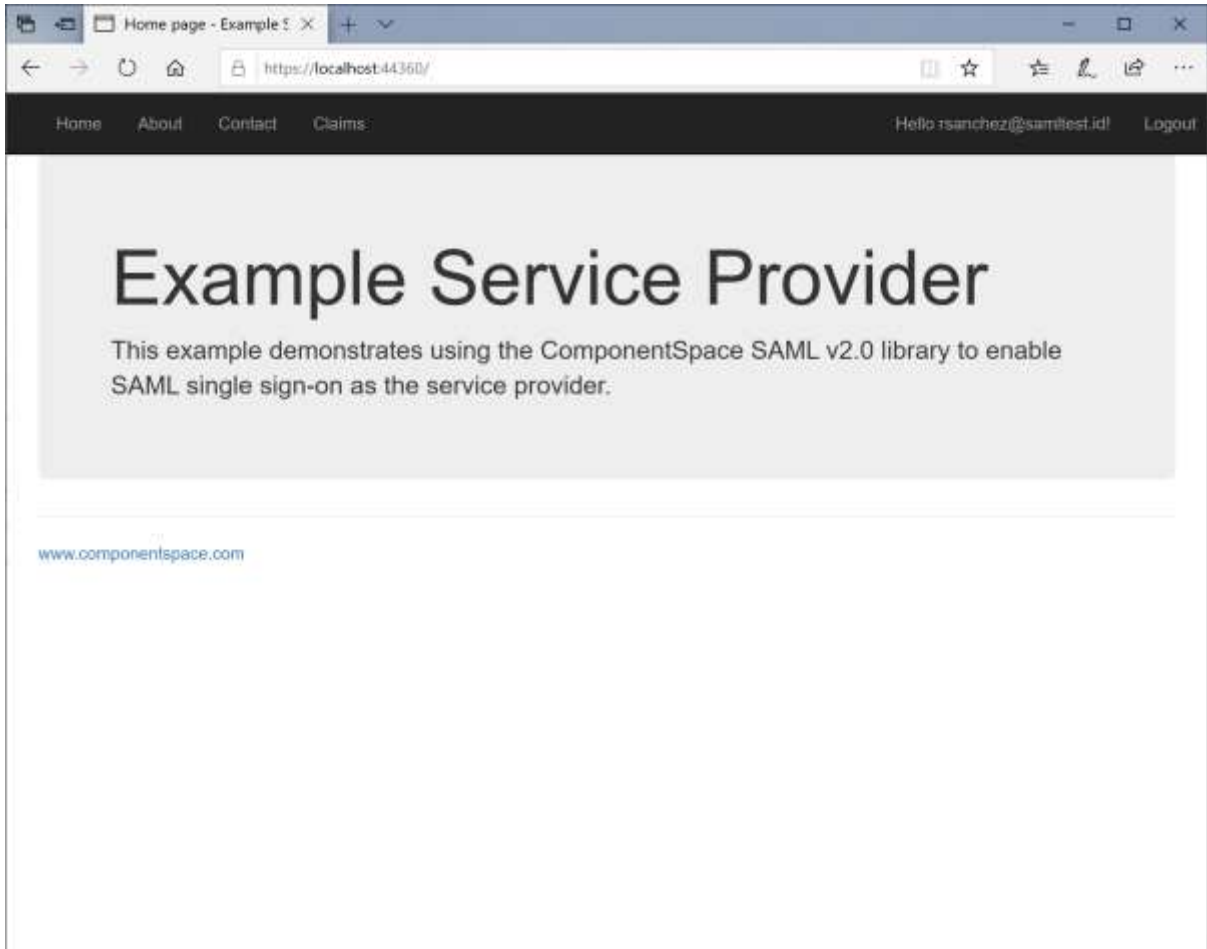 Home page - Example S
https://localhost:44360/
Home About Contact Claims Hello rsanchez@samltest.id! Logout
Example Service Provider
This example demonstrates using the ComponentSpace SAML v2.0 library to enable
SAML single sign-on as the service provider.
www.componentspace.com